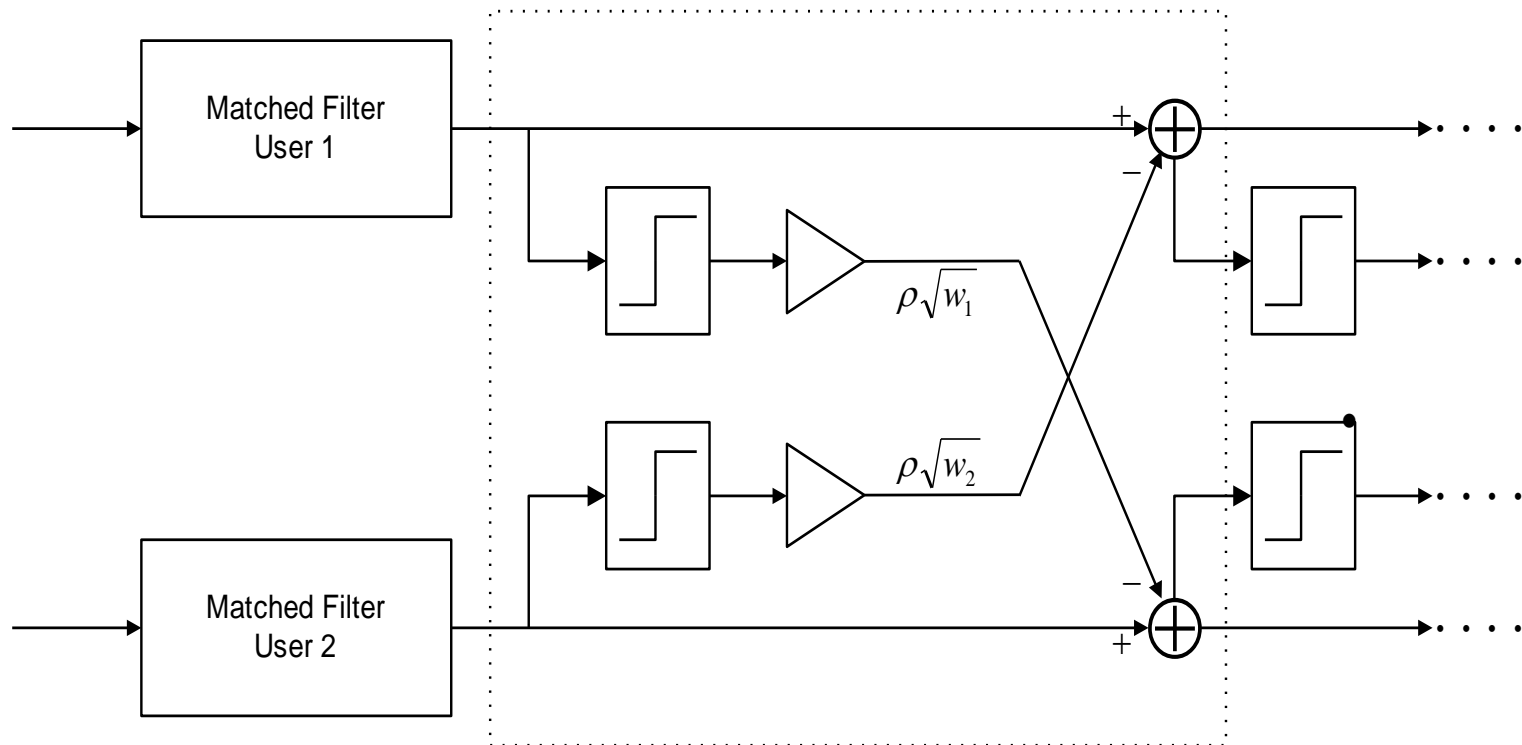 Matched Filter
User 1
+
−
ρ√w₁
ρ√w₂
−
+
Matched Filter
User 2